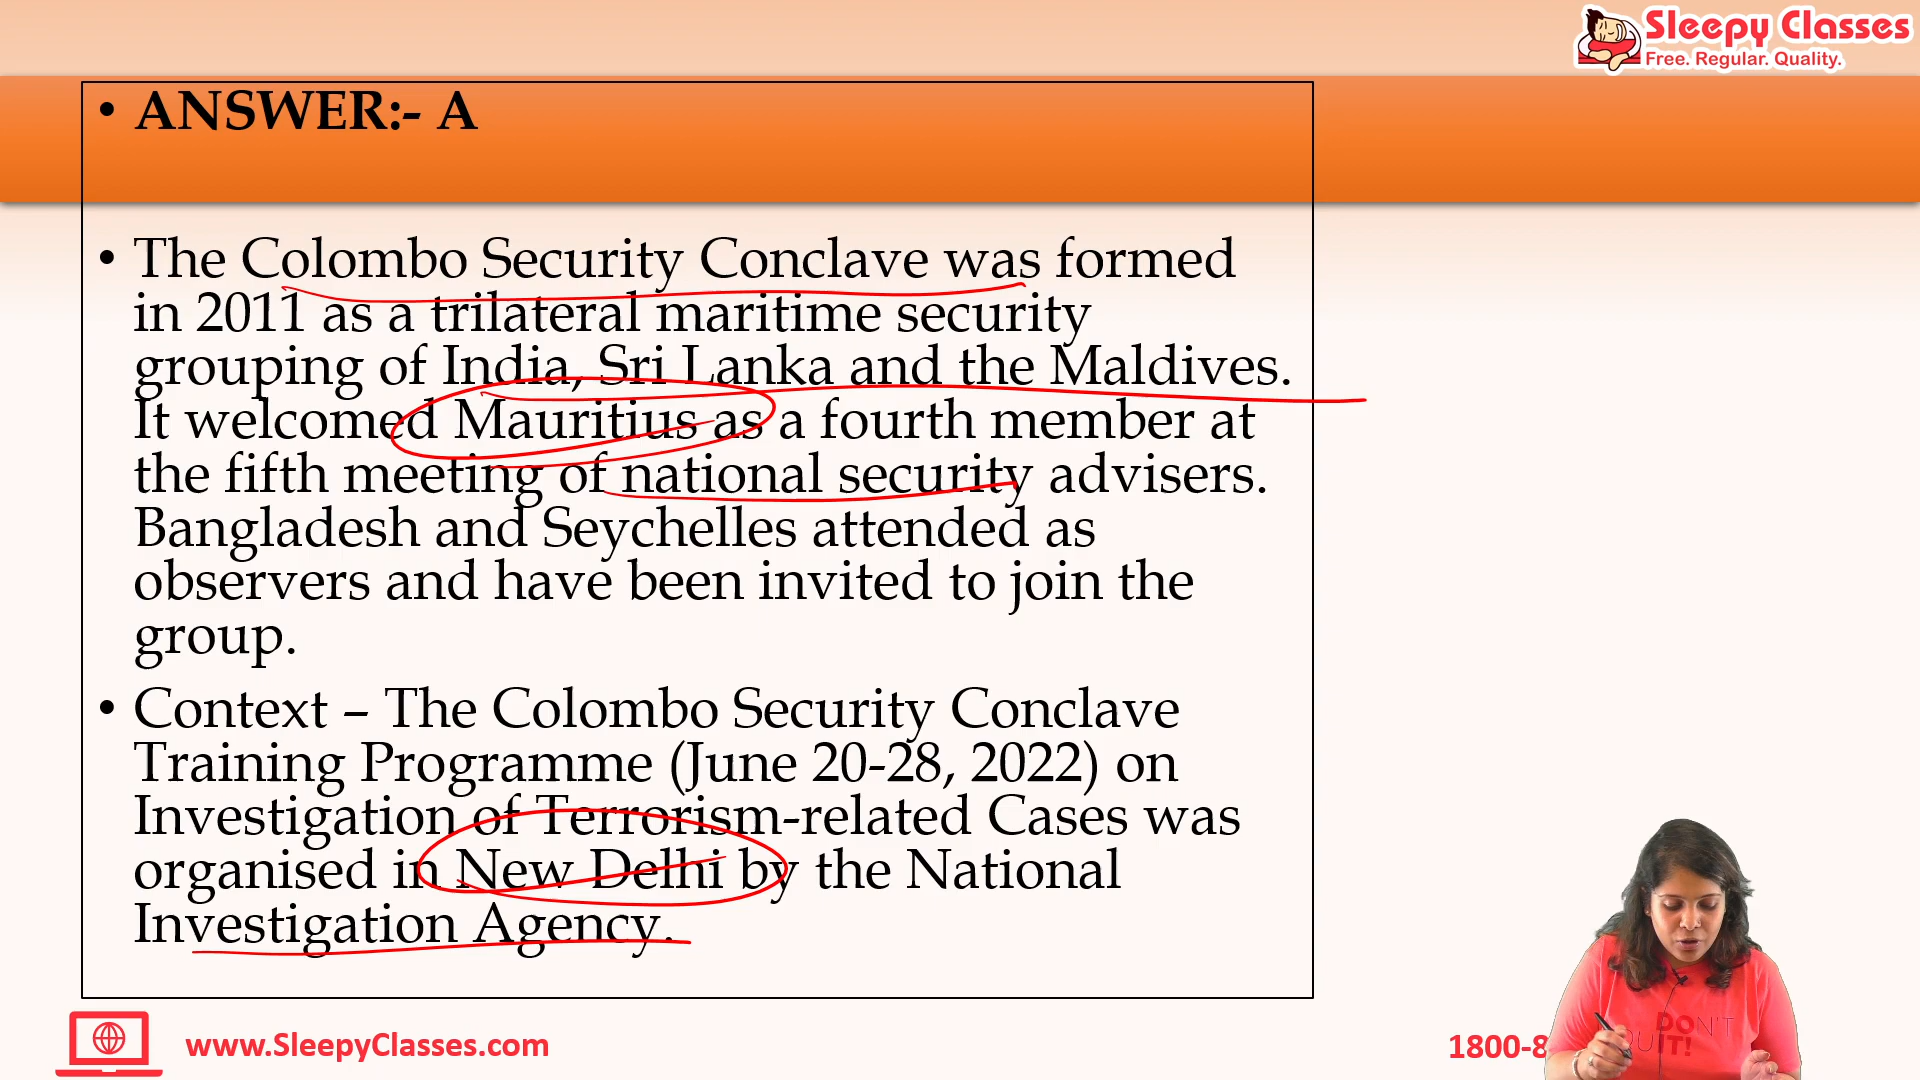 Sleepy Classes
Free. Regular. Quality.
• ANSWER:- A
• The Colombo Security Conclave was formed
in 2011 as a trilateral maritime security
grouping of India, Sri Lanka and the Maldives.
It welcomed Mauritius as a fourth member at
the fifth meeting of national security advisers.
Bangladesh and Seychelles attended as
observers and have been invited to join the
group.
• Context – The Colombo Security Conclave
Training Programme (June 20-28, 2022) on
Investigation of Terrorism-related Cases was
organised in New Delhi by the National
Investigation Agency.
www.SleepyClasses.com
1800-8
DON'T
QUIT!